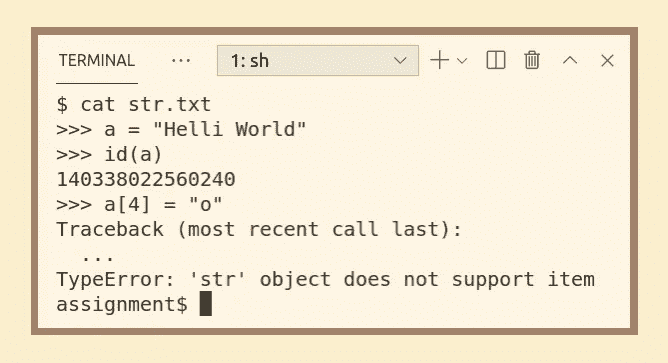 TERMINAL ... 1: sh
$ cat str.txt
>>> a = "Helli World"
>>> id(a)
140338022560240
>>> a[4] = "o"
Traceback (most recent call last):
  ...
TypeError: 'str' object does not support item
assignment$